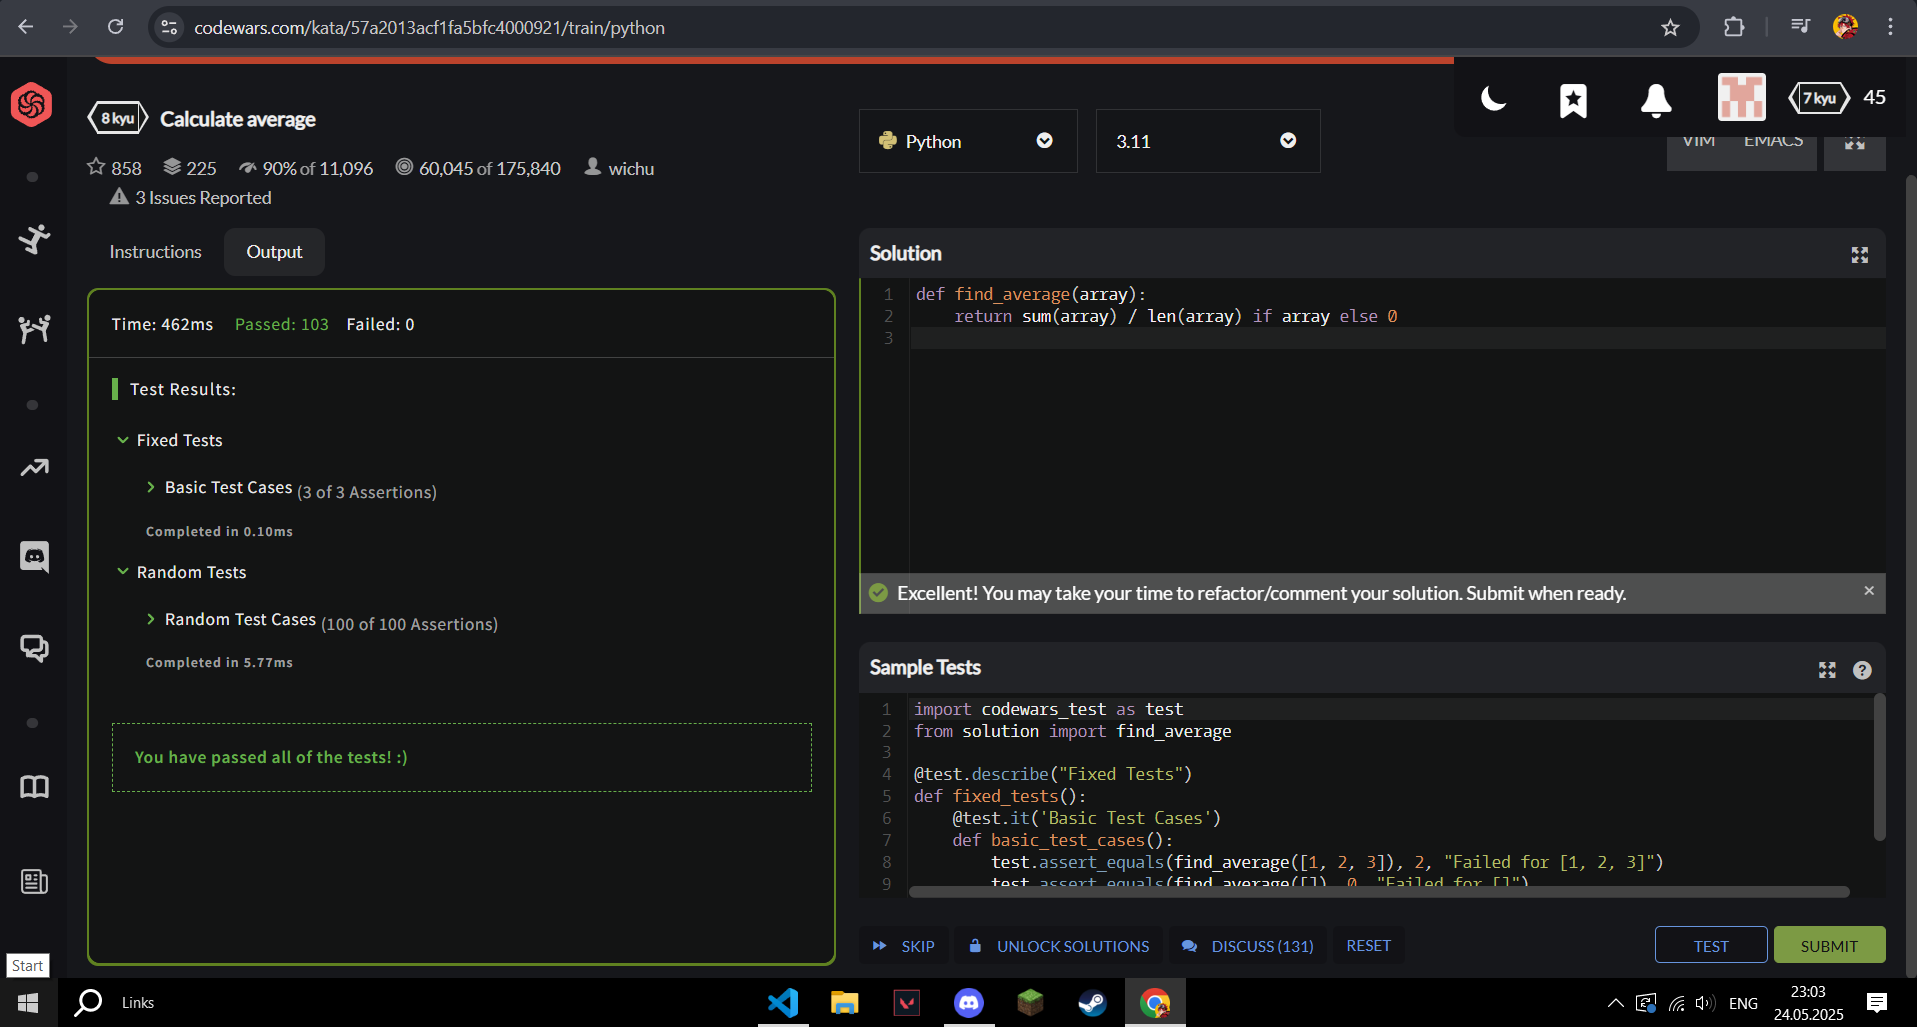 codewars.com/kata/57a2013acf1fa5bfc4000921/train/python
8 kyu Calculate average
858 225 90% of 11,096 60,045 of 175,840 wichu
3 Issues Reported
Instructions Output
Time: 462ms Passed: 103 Failed: 0
Test Results:
Fixed Tests
Basic Test Cases (3 of 3 Assertions)
Completed in 0.10ms
Random Tests
Random Test Cases (100 of 100 Assertions)
Completed in 5.77ms
You have passed all of the tests! :)
Python 3.11
7 kyu 45
VIM EMACS
Solution
1 def find_average(array):
2 return sum(array) / len(array) if array else 0
3
Excellent! You may take your time to refactor/comment your solution. Submit when ready.
Sample Tests
1 import codewars_test as test
2 from solution import find_average
3
4 @test.describe("Fixed Tests")
5 def fixed_tests():
6 @test.it('Basic Test Cases')
7 def basic_test_cases():
8 test.assert_equals(find_average([1, 2, 3]), 2, "Failed for [1, 2, 3]")
9 test.assert_equals(find_average([]), 0, "Failed for []")
SKIP UNLOCK SOLUTIONS DISCUSS (131) RESET TEST SUBMIT
Start
Links
ENG
23:03
24.05.2025